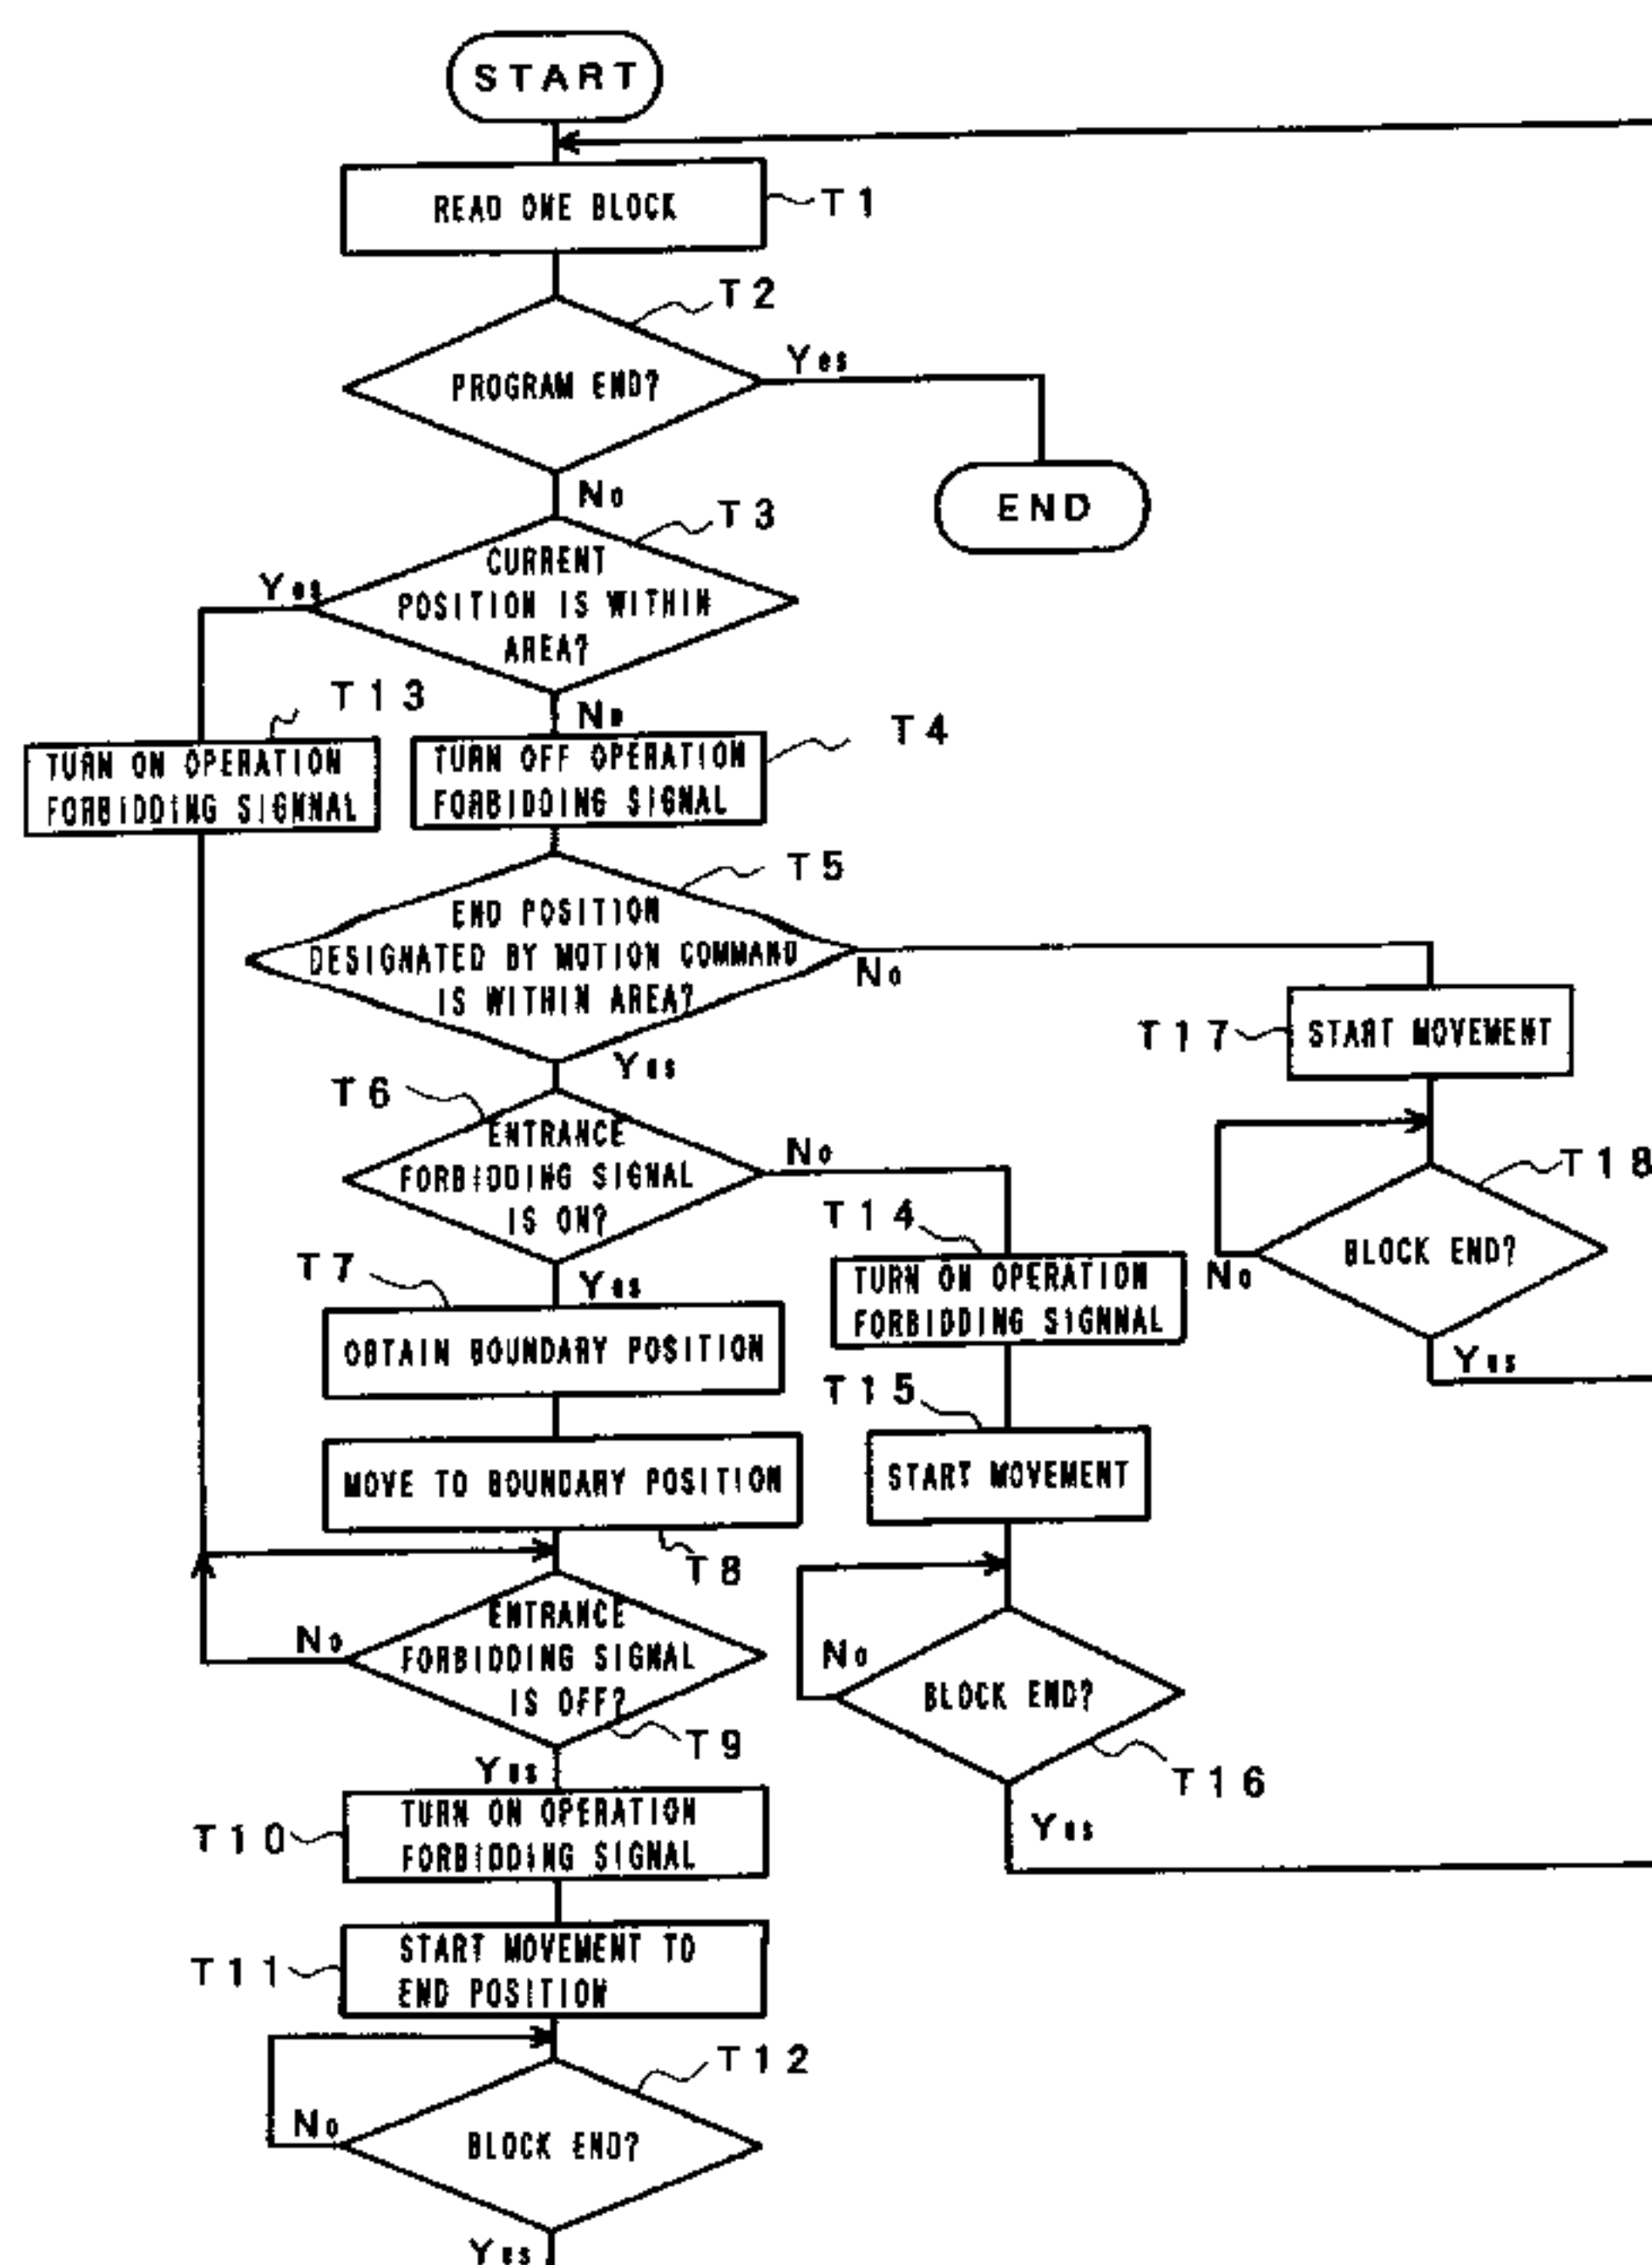 START
READ ONE BLOCK
T1
T2
PROGRAM END?
Yes
No
END
T3
CURRENT
POSITION IS WITHIN
AREA?
Yes
No
T13
TURN ON OPERATION
FORBIDDING SIGNNAL
T4
TURN OFF OPERATION
FORBIDDING SIGNAL
T5
END POSITION
DESIGNATED BY MOTION COMMAND
IS WITHIN AREA?
No
Yes
T17
START MOVEMENT
T6
ENTRANCE
FORBIDDING SIGNAL
IS ON?
No
Yes
T18
BLOCK END?
No
Yes
T14
TURN ON OPERATION
FORBIDDING SIGNNAL
T7
OBTAIN BOUNDARY POSITION
T15
START MOVEMENT
MOVE TO BOUNDARY POSITION
T8
ENTRANCE
FORBIDDING SIGNAL
IS OFF?
No
T9
Yes
No
BLOCK END?
T16
Yes
T10
TURN ON OPERATION
FORBIDDING SIGNAL
T11
START MOVEMENT TO
END POSITION
T12
No
BLOCK END?
Yes